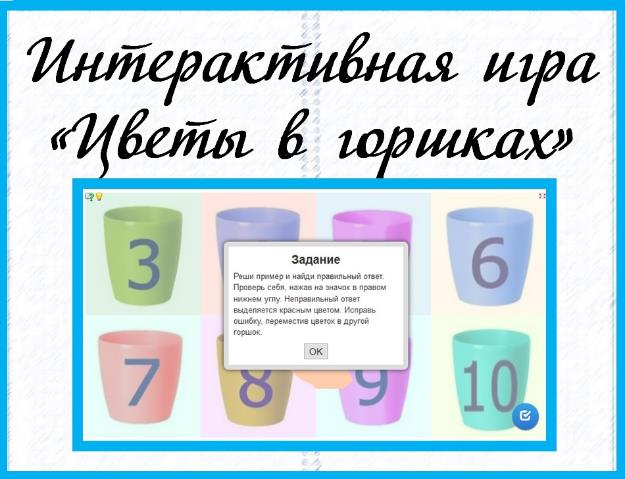 Интерактивная игра
«Цветы в горшках»
3
6
Задание
Реши пример и найди правильный ответ.
Проверь себя, нажав на значок в правом
нижнем углу. Неправильный ответ
выделяется красным цветом. Исправь
ошибку, переместив цветок в другой
горшок.
OK
7
8
9
10